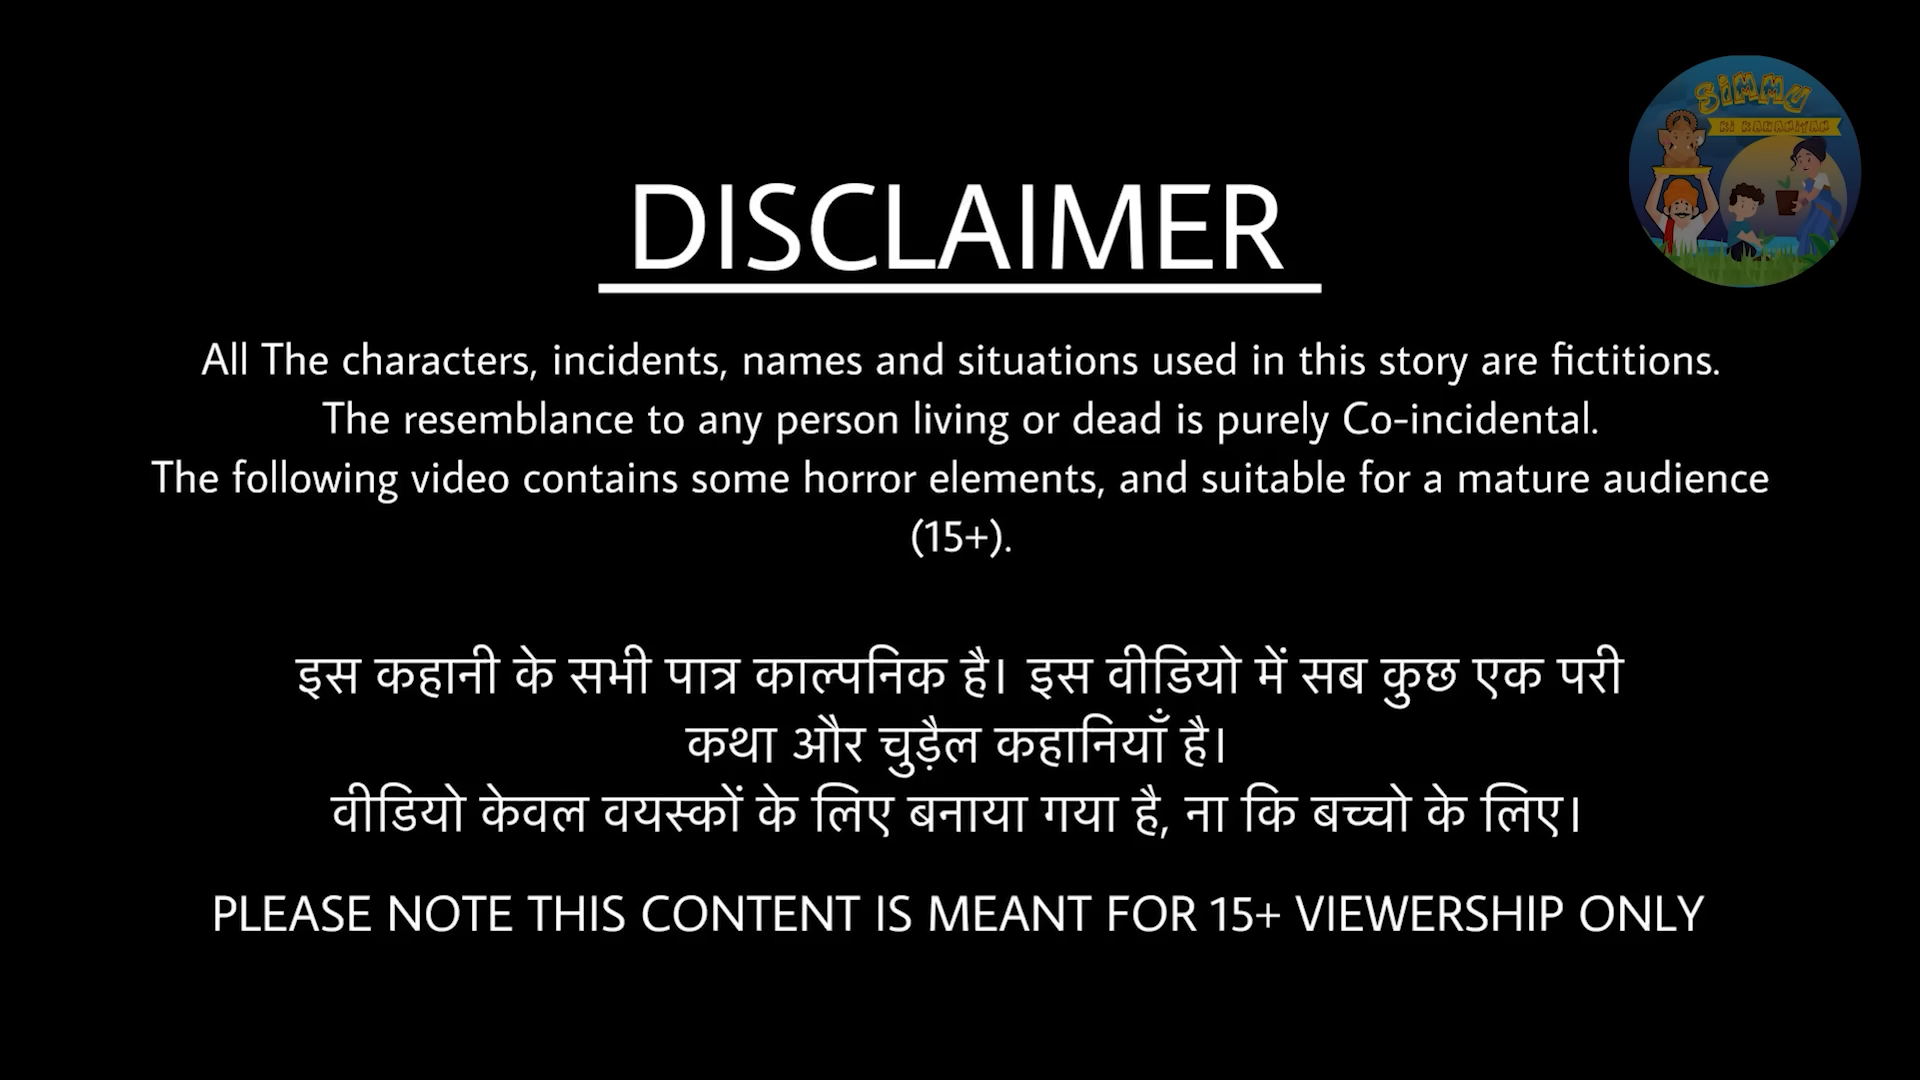 SIMMU
KI KAHANIYAN
DISCLAIMER
All The characters, incidents, names and situations used in this story are fictitions.
The resemblance to any person living or dead is purely Co-incidental.
The following video contains some horror elements, and suitable for a mature audience
(15+).
इस कहानी के सभी पात्र काल्पनिक है। इस वीडियो में सब कुछ एक परी
कथा और चुड़ैल कहानियाँ है।
वीडियो केवल वयस्कों के लिए बनाया गया है, ना कि बच्चो के लिए।
PLEASE NOTE THIS CONTENT IS MEANT FOR 15+ VIEWERSHIP ONLY